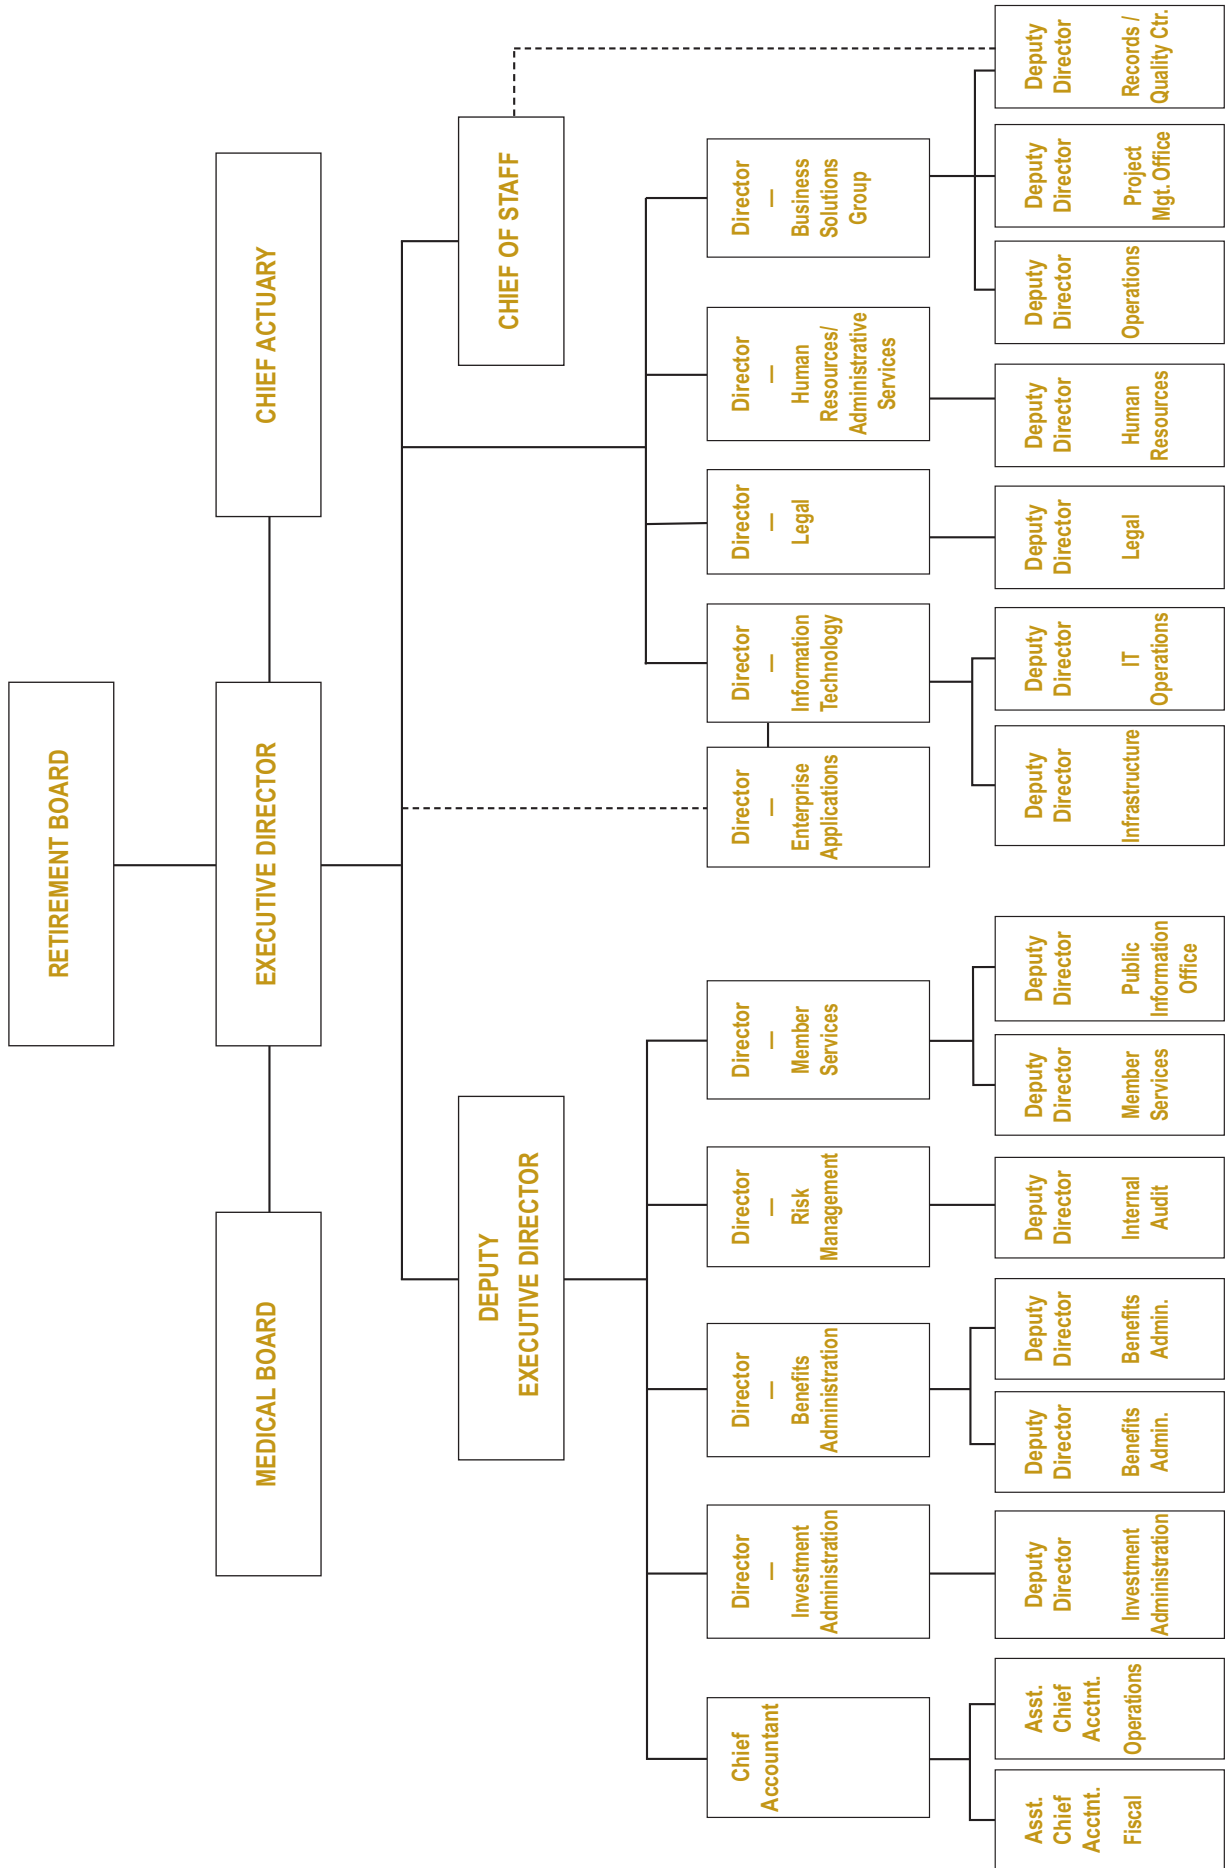 RETIREMENT BOARD
MEDICAL BOARD
EXECUTIVE DIRECTOR
CHIEF ACTUARY
DEPUTY
EXECUTIVE DIRECTOR
CHIEF OF STAFF
Chief
Accountant
Director
—
Investment
Administration
Director
—
Benefits
Administration
Director
—
Risk
Management
Director
—
Member
Services
Director
—
Enterprise
Applications
Director
—
Information
Technology
Director
—
Legal
Director
—
Human
Resources/
Administrative
Services
Director
—
Business
Solutions
Group
Asst.
Chief
Acctnt.
Fiscal
Asst.
Chief
Acctnt.
Operations
Deputy
Director
Investment
Administration
Deputy
Director
Benefits
Admin.
Deputy
Director
Benefits
Admin.
Deputy
Director
Internal
Audit
Deputy
Director
Member
Services
Deputy
Director
Public
Information
Office
Deputy
Director
Infrastructure
Deputy
Director
IT
Operations
Deputy
Director
Legal
Deputy
Director
Human
Resources
Deputy
Director
Operations
Deputy
Director
Project
Mgt. Office
Deputy
Director
Records /
Quality Ctr.